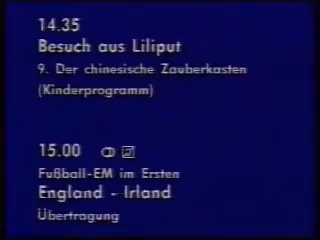 14.35
Besuch aus Liliput
9. Der chinesische Zauberkasten
(Kinderprogramm)
15.00
Fußball-EM im Ersten
England - Irland
Übertragung